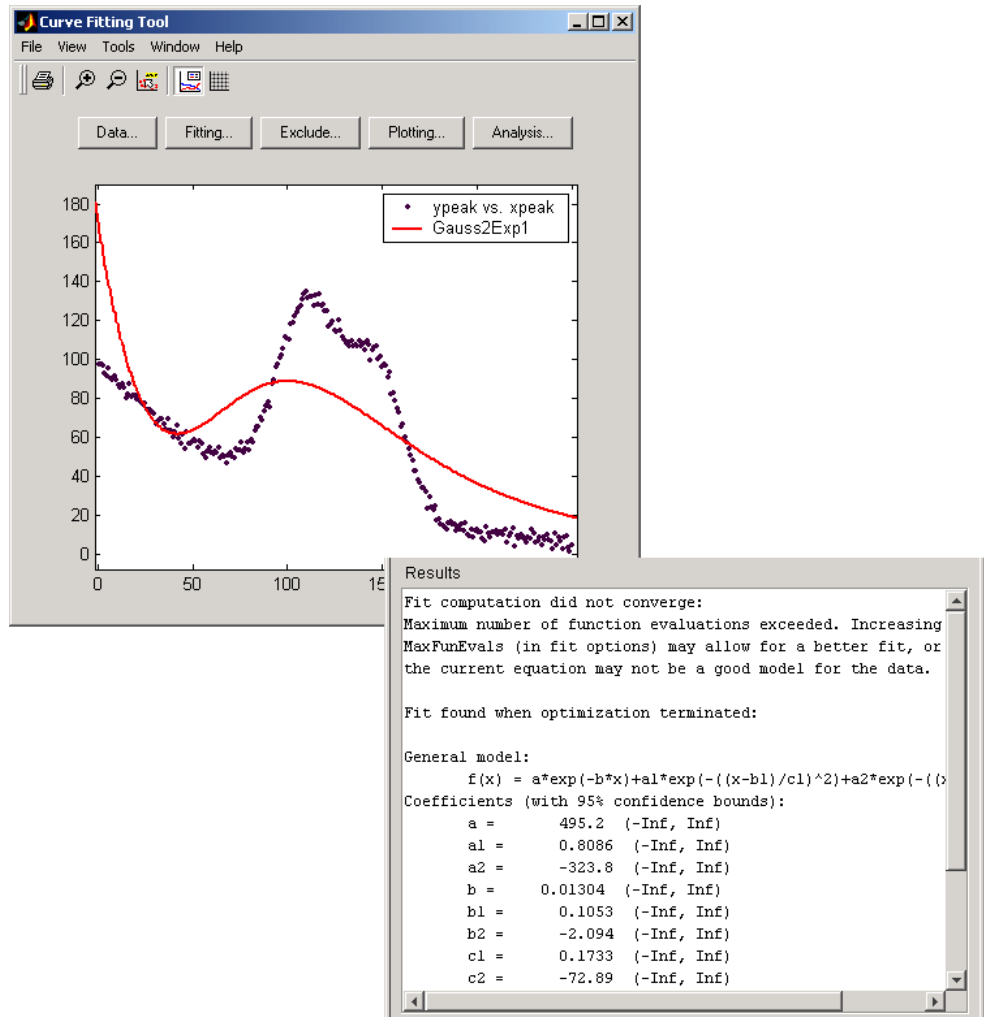 Curve Fitting Tool
File View Tools Window Help
Data... Fitting... Exclude... Plotting... Analysis...
ypeak vs. xpeak
Gauss2Exp1
180
160
140
120
100
80
60
40
20
0
0 50 100 15
Results
Fit computation did not converge:
Maximum number of function evaluations exceeded. Increasing
MaxFunEvals (in fit options) may allow for a better fit, or
the current equation may not be a good model for the data.
Fit found when optimization terminated:
General model:
f(x) = a*exp(-b*x)+a1*exp(-((x-b1)/c1)^2)+a2*exp(-((x
Coefficients (with 95% confidence bounds):
a = 495.2 (-Inf, Inf)
a1 = 0.8086 (-Inf, Inf)
a2 = -323.8 (-Inf, Inf)
b = 0.01304 (-Inf, Inf)
b1 = 0.1053 (-Inf, Inf)
b2 = -2.094 (-Inf, Inf)
c1 = 0.1733 (-Inf, Inf)
c2 = -72.89 (-Inf, Inf)